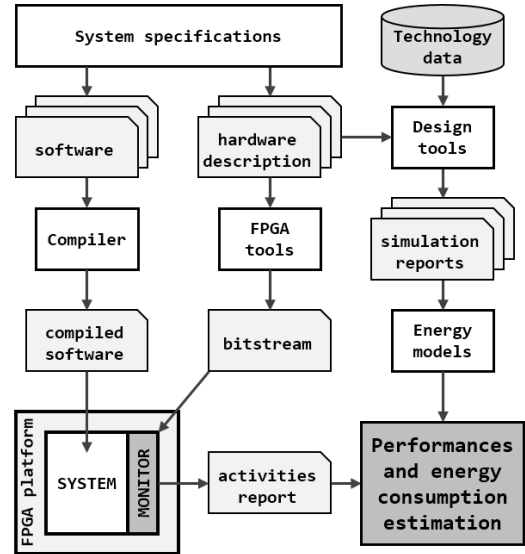 System specifications
Technology
data
software
hardware
description
Design
tools
Compiler
FPGA
tools
simulation
reports
compiled
software
bitstream
Energy
models
FPGA platform
SYSTEM
MONITOR
activities
report
Performances
and energy
consumption
estimation